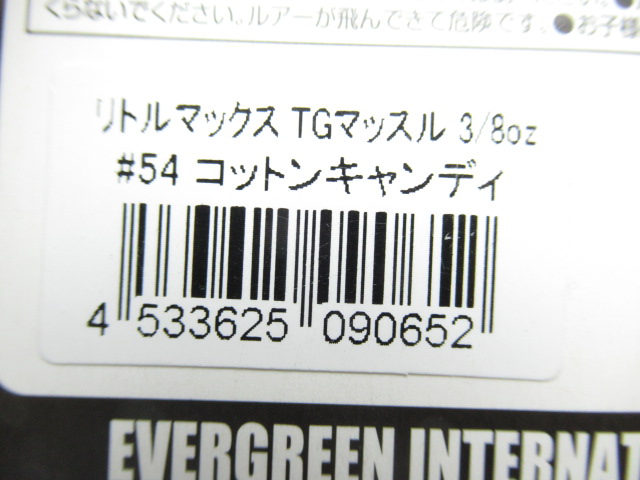 くらないでください。ルアーが飛んできて危険です。●お子様
リトルマックス TGマッスル 3/8oz
#54 コットンキャンディ
4 533625 090652
EVERGREEN INTERNAT